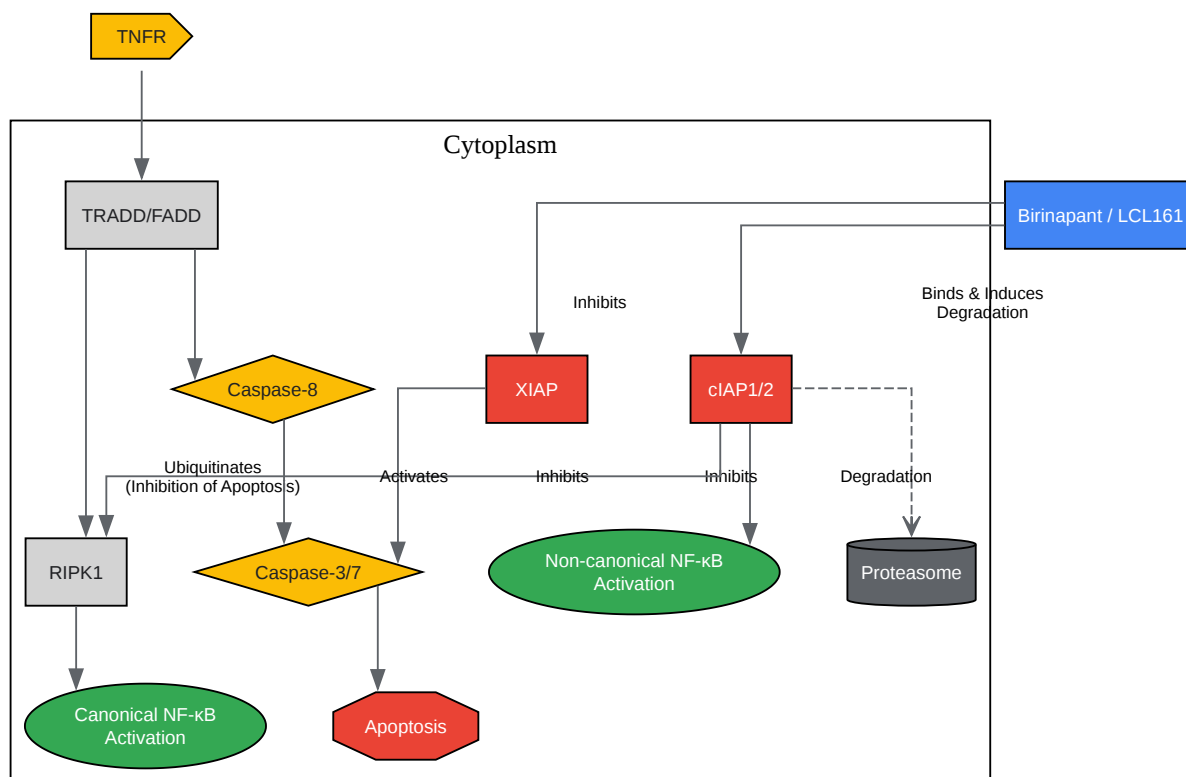 TNFR
Cytoplasm
TRADD/FADD
Birinapant / LCL161
Inhibits
Binds & Induces
Degradation
Caspase-8
XIAP
cIAP1/2
Ubiquitinates
(Inhibition of Apoptosis)
Activates
Inhibits
Inhibits
Degradation
RIPK1
Caspase-3/7
Non-canonical NF-κB
Activation
Proteasome
Canonical NF-κB
Activation
Apoptosis